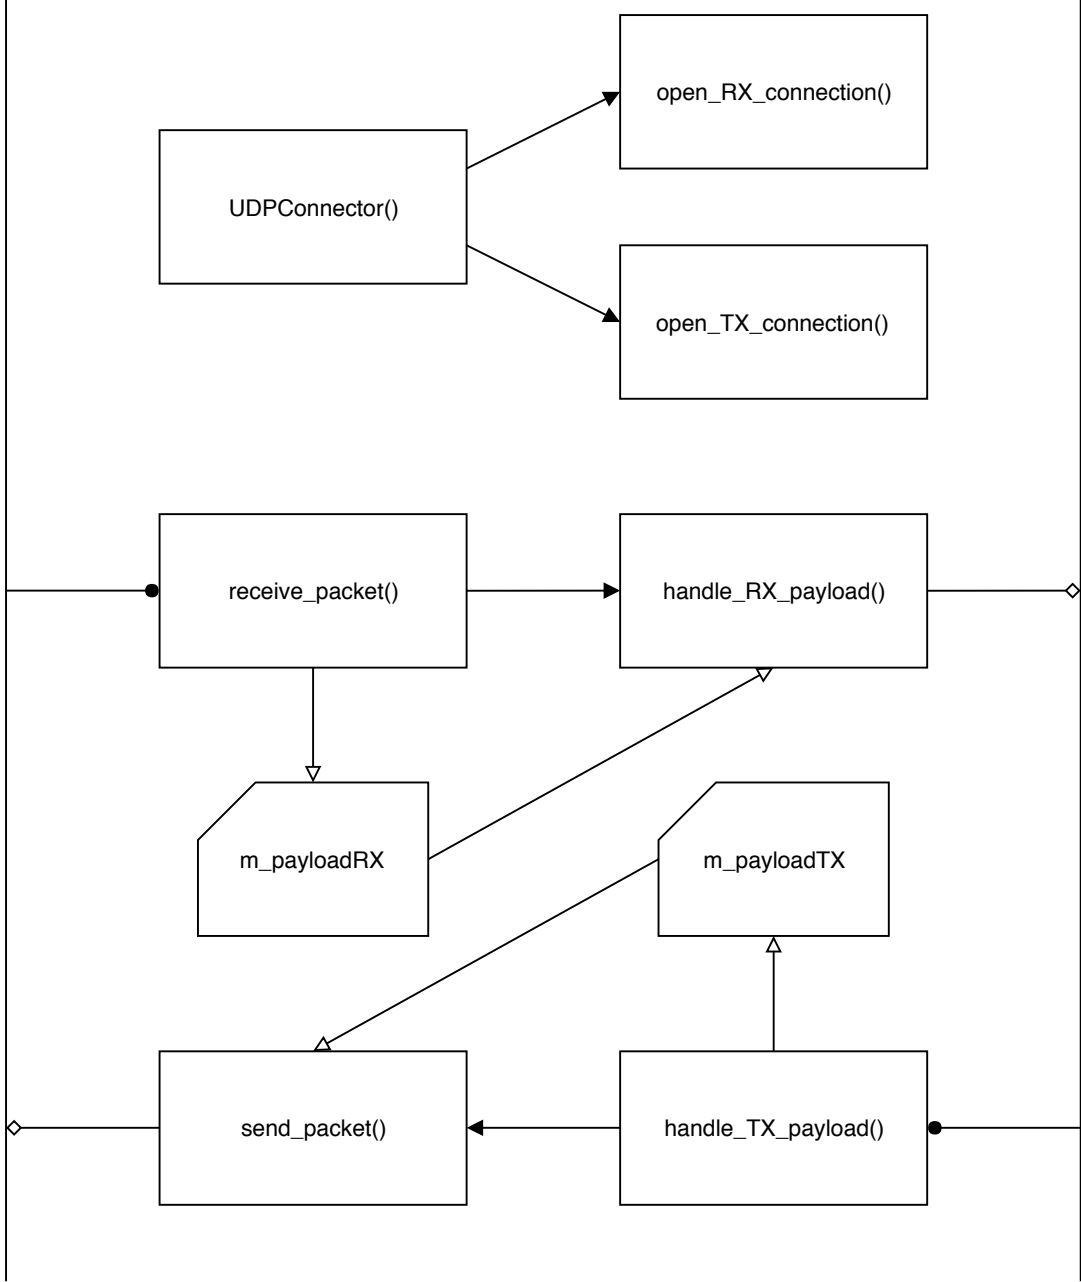 open_RX_connection()
UDPConnector()
open_TX_connection()
receive_packet()
handle_RX_payload()
m_payloadRX
m_payloadTX
send_packet()
handle_TX_payload()